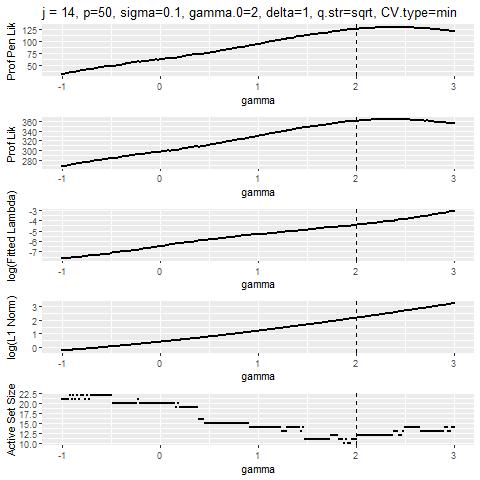 j = 14, p=50, sigma=0.1, gamma.0=2, delta=1, q.str=sqrt, CV.type=min
Prof Pen Lik
125
100
75
50
-1 0 1 2 3
gamma
Prof Lik
360
340
320
300
280
-1 0 1 2 3
gamma
log(Fitted Lambda)
-3
-4
-5
-6
-7
-1 0 1 2 3
gamma
log(L1 Norm)
3
2
1
0
-1 0 1 2 3
gamma
Active Set Size
22.5
20.0
17.5
15.0
12.5
10.0
-1 0 1 2 3
gamma